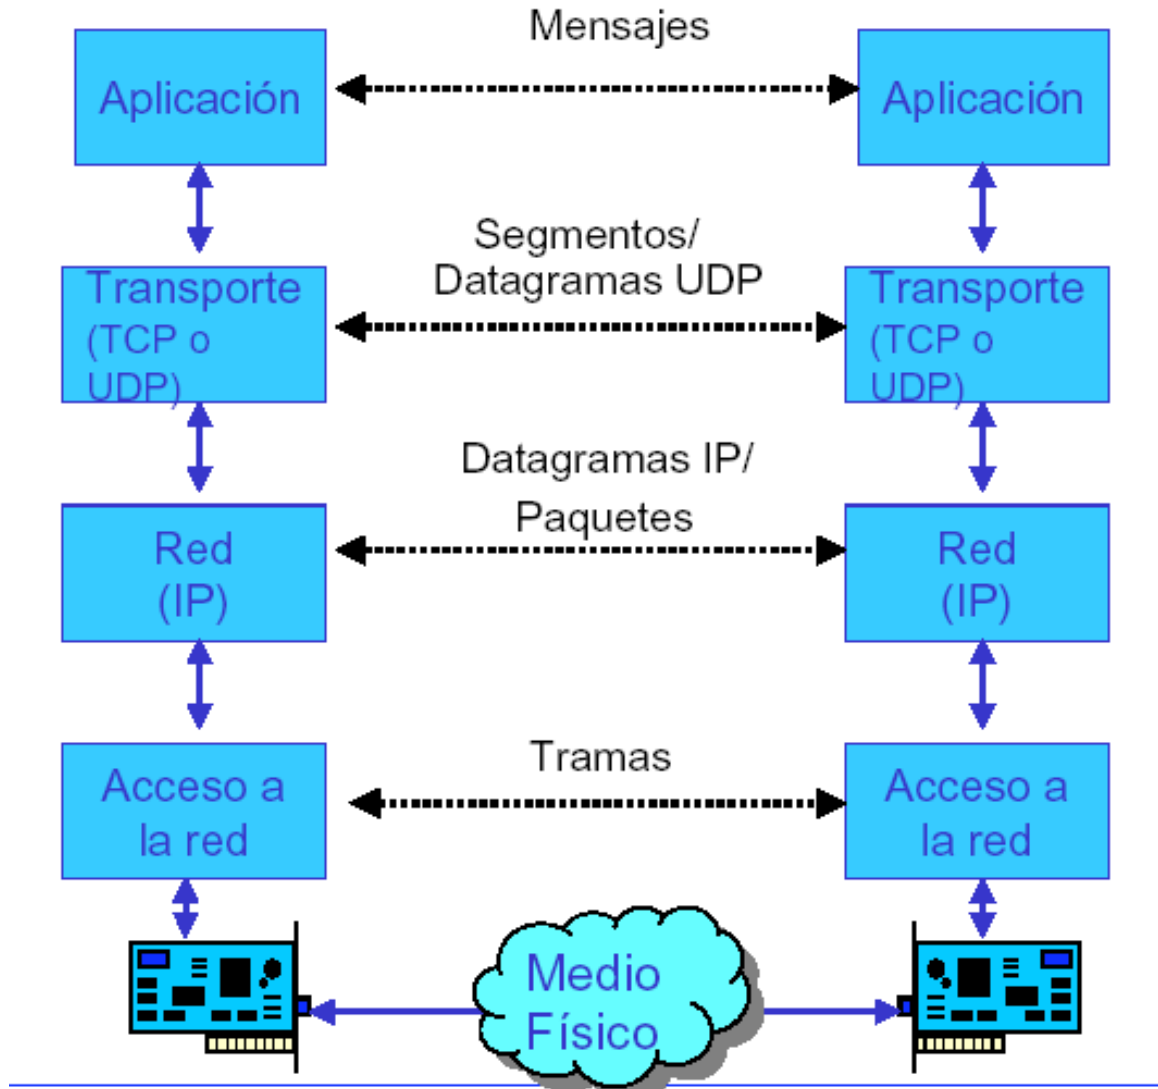 Mensajes
Aplicación
Aplicación
Segmentos/
Datagramas UDP
Transporte
(TCP o
UDP)
Transporte
(TCP o
UDP)
Datagramas IP/
Paquetes
Red
(IP)
Red
(IP)
Tramas
Acceso a
la red
Acceso a
la red
Medio
Físico